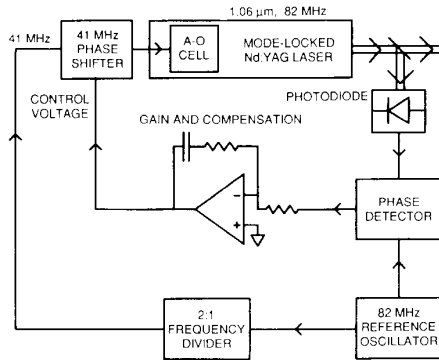 1.06 µm, 82 MHz
41 MHz
41 MHz
PHASE
SHIFTER
A-O
CELL
MODE-LOCKED
Nd:YAG LASER
CONTROL
VOLTAGE
PHOTODIODE
GAIN AND COMPENSATION
−
+
PHASE
DETECTOR
2:1
FREQUENCY
DIVIDER
82 MHz
REFERENCE
OSCILLATOR